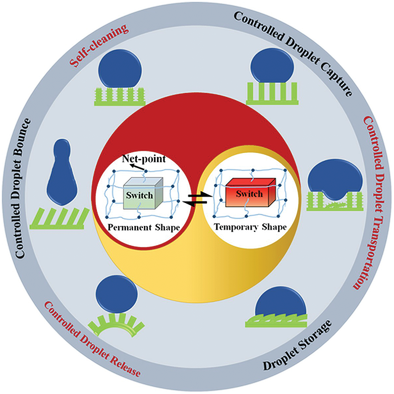 Self-cleaning
Controlled Droplet Capture
Controlled Droplet Transportation
Droplet Storage
Controlled Droplet Release
Controlled Droplet Bounce
Net-point
Switch
Permanent Shape
Switch
Temporary Shape